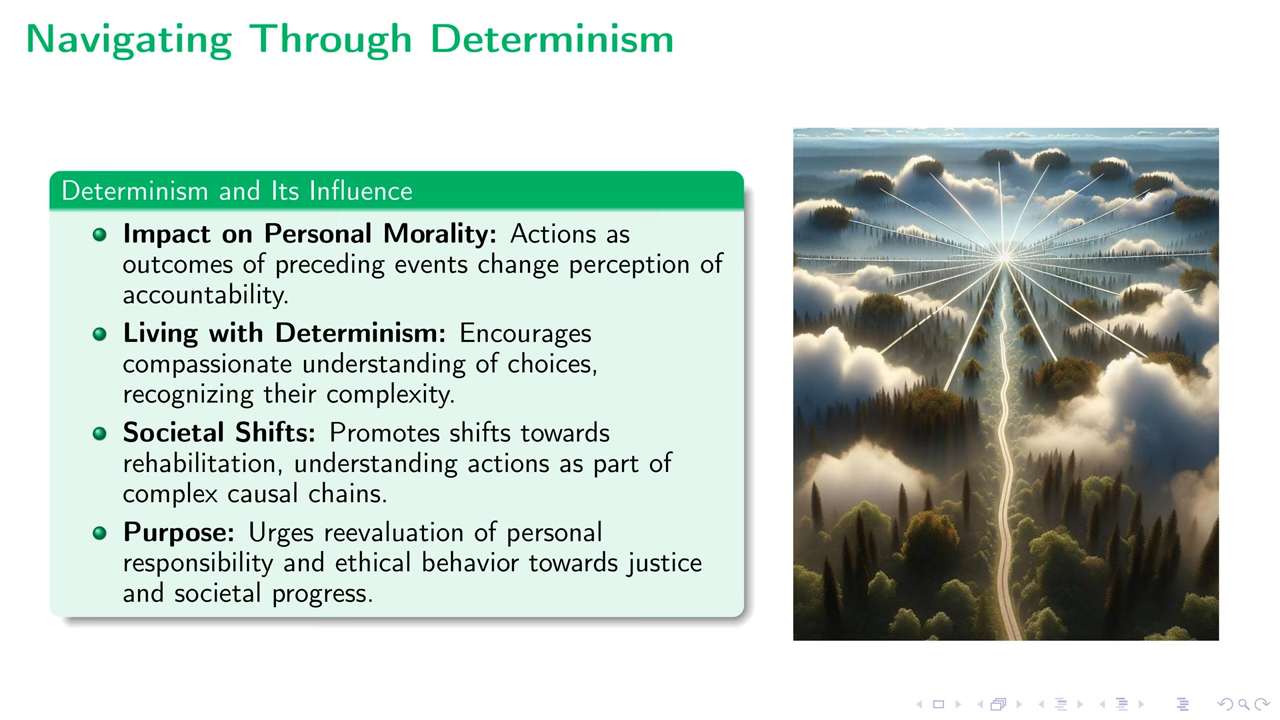 Navigating Through Determinism
Determinism and Its Influence
Impact on Personal Morality: Actions as
outcomes of preceding events change perception of
accountability.
Living with Determinism: Encourages
compassionate understanding of choices,
recognizing their complexity.
Societal Shifts: Promotes shifts towards
rehabilitation, understanding actions as part of
complex causal chains.
Purpose: Urges reevaluation of personal
responsibility and ethical behavior towards justice
and societal progress.